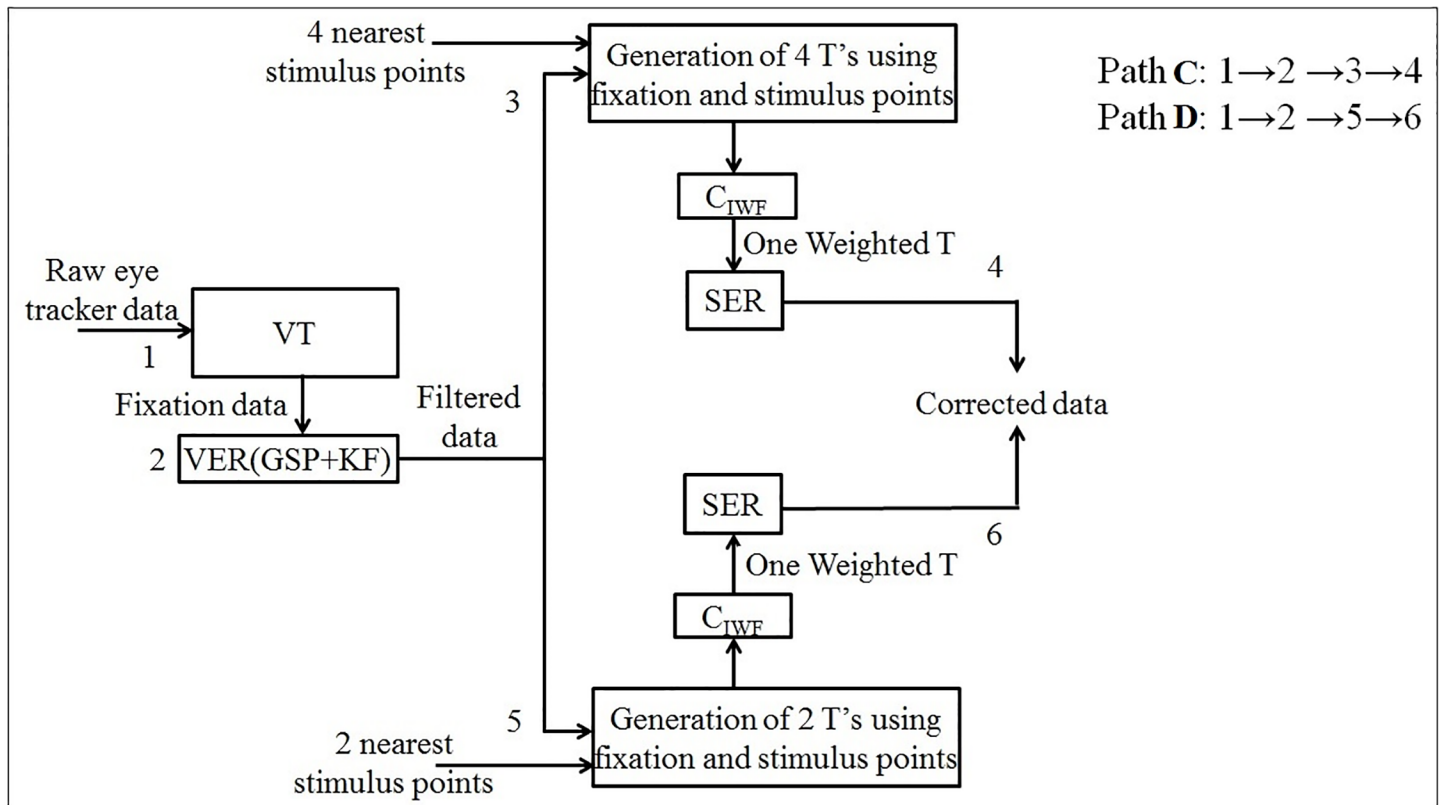 4 nearest
stimulus points
3
Generation of 4 T's using
fixation and stimulus points
Path C: 1→2 →3→4
Path D: 1→2 →5→6
C_IWF
One Weighted T
SER
4
Raw eye
tracker data
1
VT
Fixation data
2
VER(GSP+KF)
Filtered
data
Corrected data
SER
6
One Weighted T
C_IWF
5
2 nearest
stimulus points
Generation of 2 T's using
fixation and stimulus points